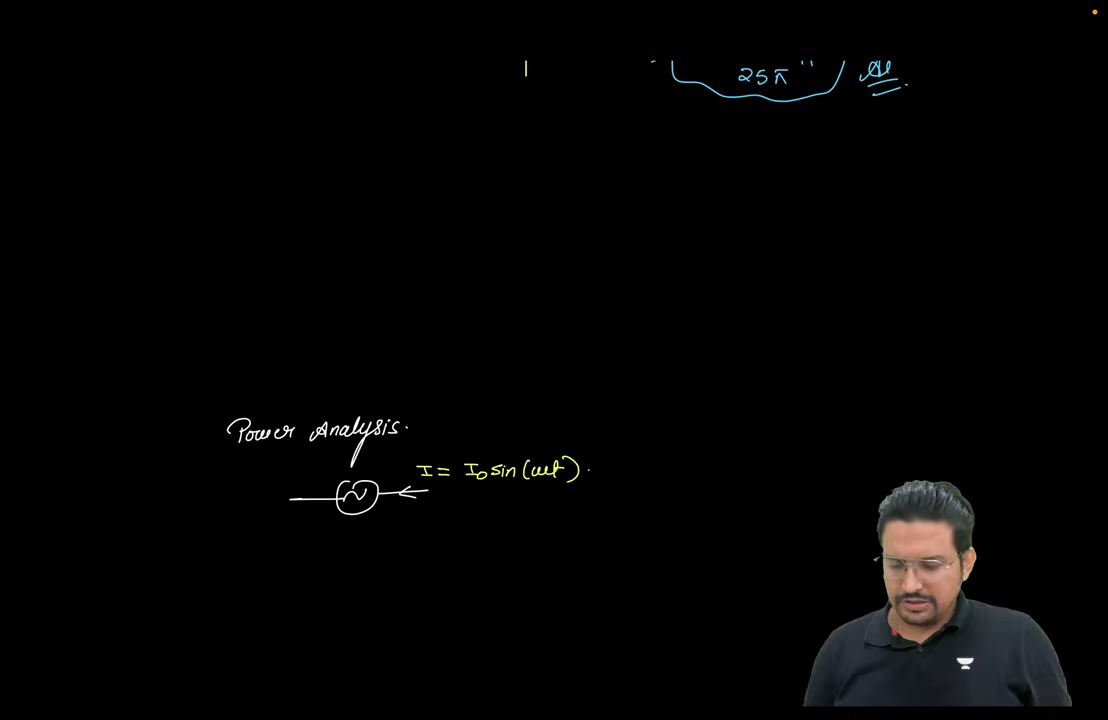 25π "
Power Analysis.
I = I₀ sin(ωt).